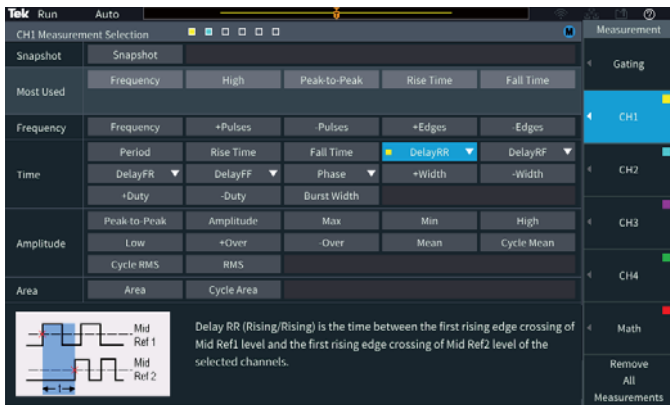 Tek Run Auto
CH1 Measurement Selection M Measurement
Snapshot Snapshot
Gating
Most Used Frequency High Peak-to-Peak Rise Time Fall Time
CH1
Frequency Frequency +Pulses -Pulses +Edges -Edges
Time Period Rise Time Fall Time DelayRR DelayRF
DelayFR DelayFF Phase +Width -Width
CH2
+Duty -Duty Burst Width
Amplitude Peak-to-Peak Amplitude Max Min High
CH3
Low +Over -Over Mean Cycle Mean
Cycle RMS RMS
CH4
Area Area Cycle Area
Mid
Ref 1
Mid
Ref 2
t
Delay RR (Rising/Rising) is the time between the first rising edge crossing of
Mid Ref1 level and the first rising edge crossing of Mid Ref2 level of the
selected channels.
Math
Remove
All
Measurements